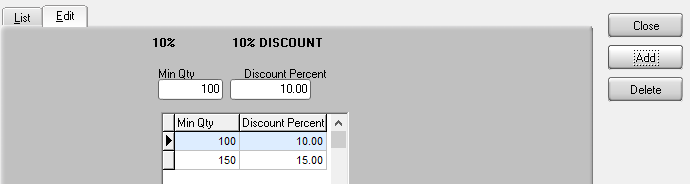 List Edit
Close
10% 10% DISCOUNT
Add
Min Qty Discount Percent
100 10.00
Delete
Min Qty Discount Percent
100 10.00
150 15.00